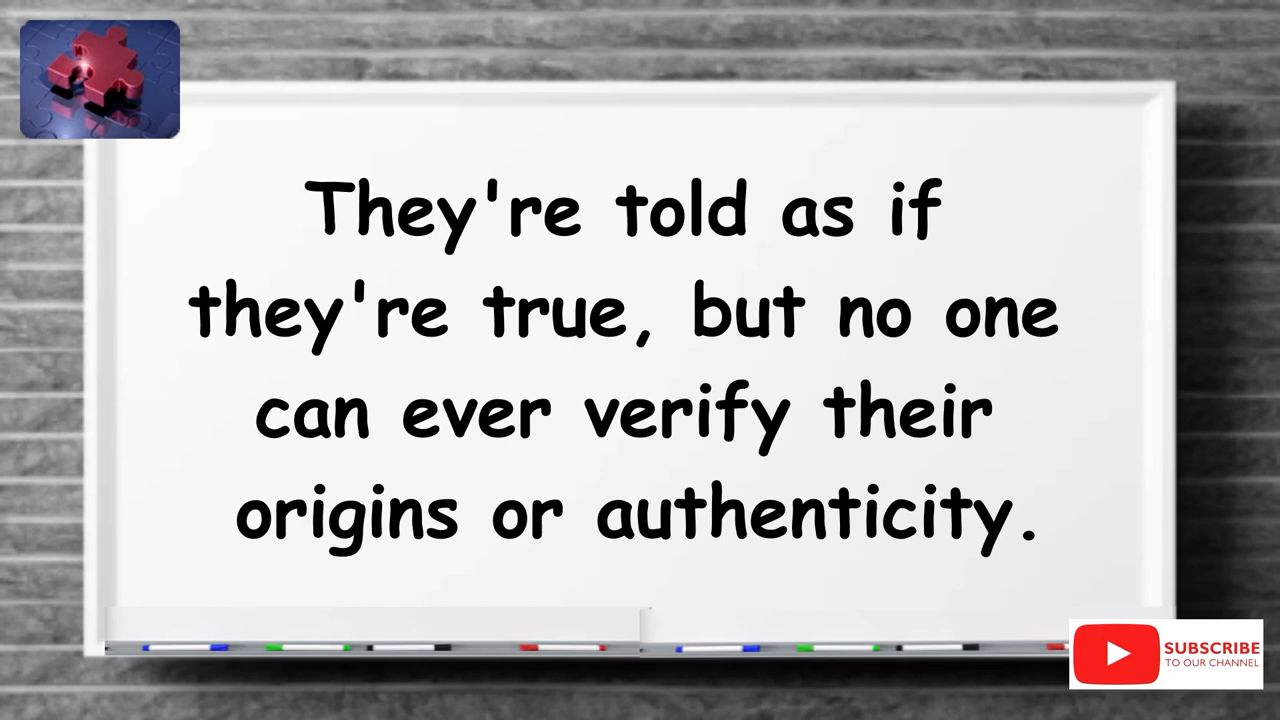 They're told as if
they're true, but no one
can ever verify their
origins or authenticity.
SUBSCRIBE
TO OUR CHANNEL